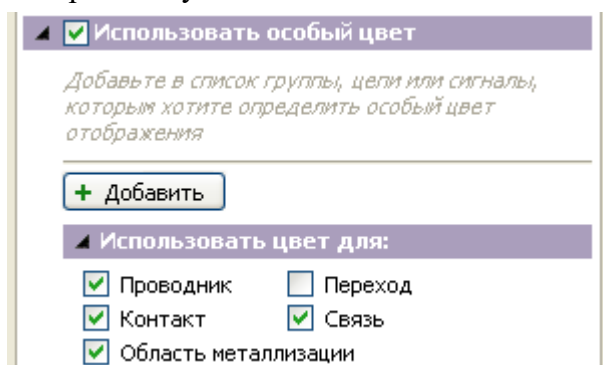 Использовать особый цвет
Добавьте в список группы, цепи или сигналы,
которым хотите определить особый цвет
отображения
+ Добавить
Использовать цвет для:
Проводник Переход
Контакт Связь
Область металлизации